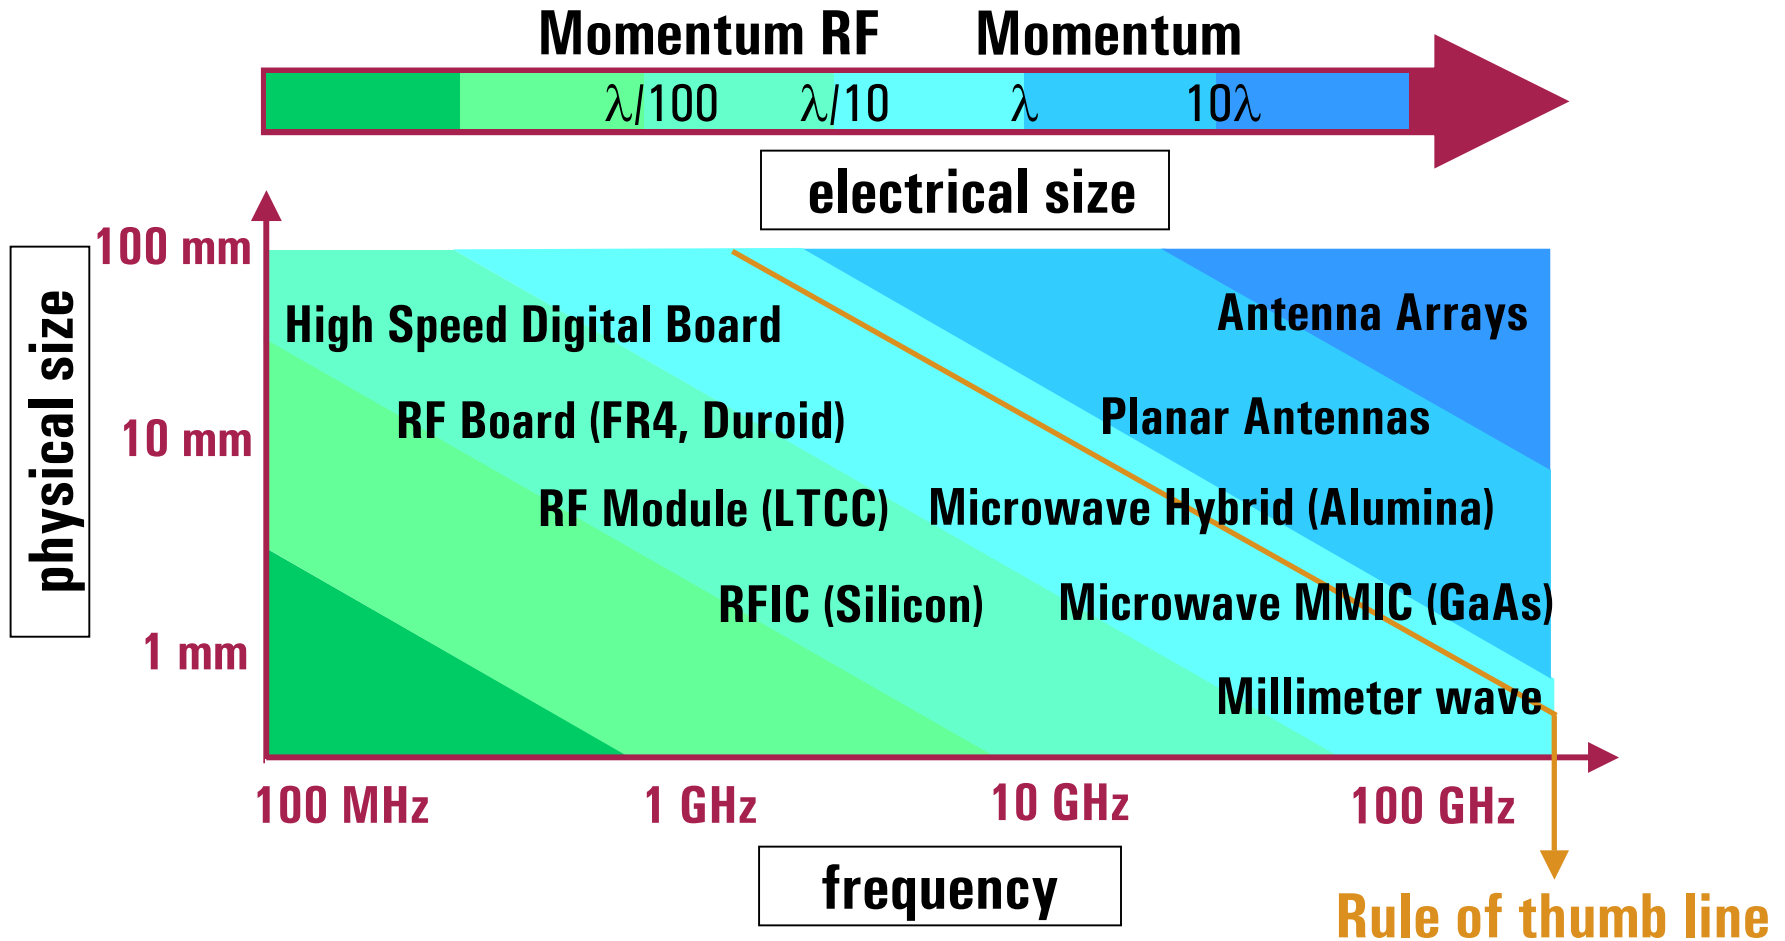 Momentum RF Momentum
λ/100 λ/10 λ 10λ
electrical size
physical size
100 mm
10 mm
1 mm
High Speed Digital Board
Antenna Arrays
RF Board (FR4, Duroid)
Planar Antennas
RF Module (LTCC)
Microwave Hybrid (Alumina)
RFIC (Silicon)
Microwave MMIC (GaAs)
Millimeter wave
100 MHz 1 GHz 10 GHz 100 GHz
frequency
Rule of thumb line